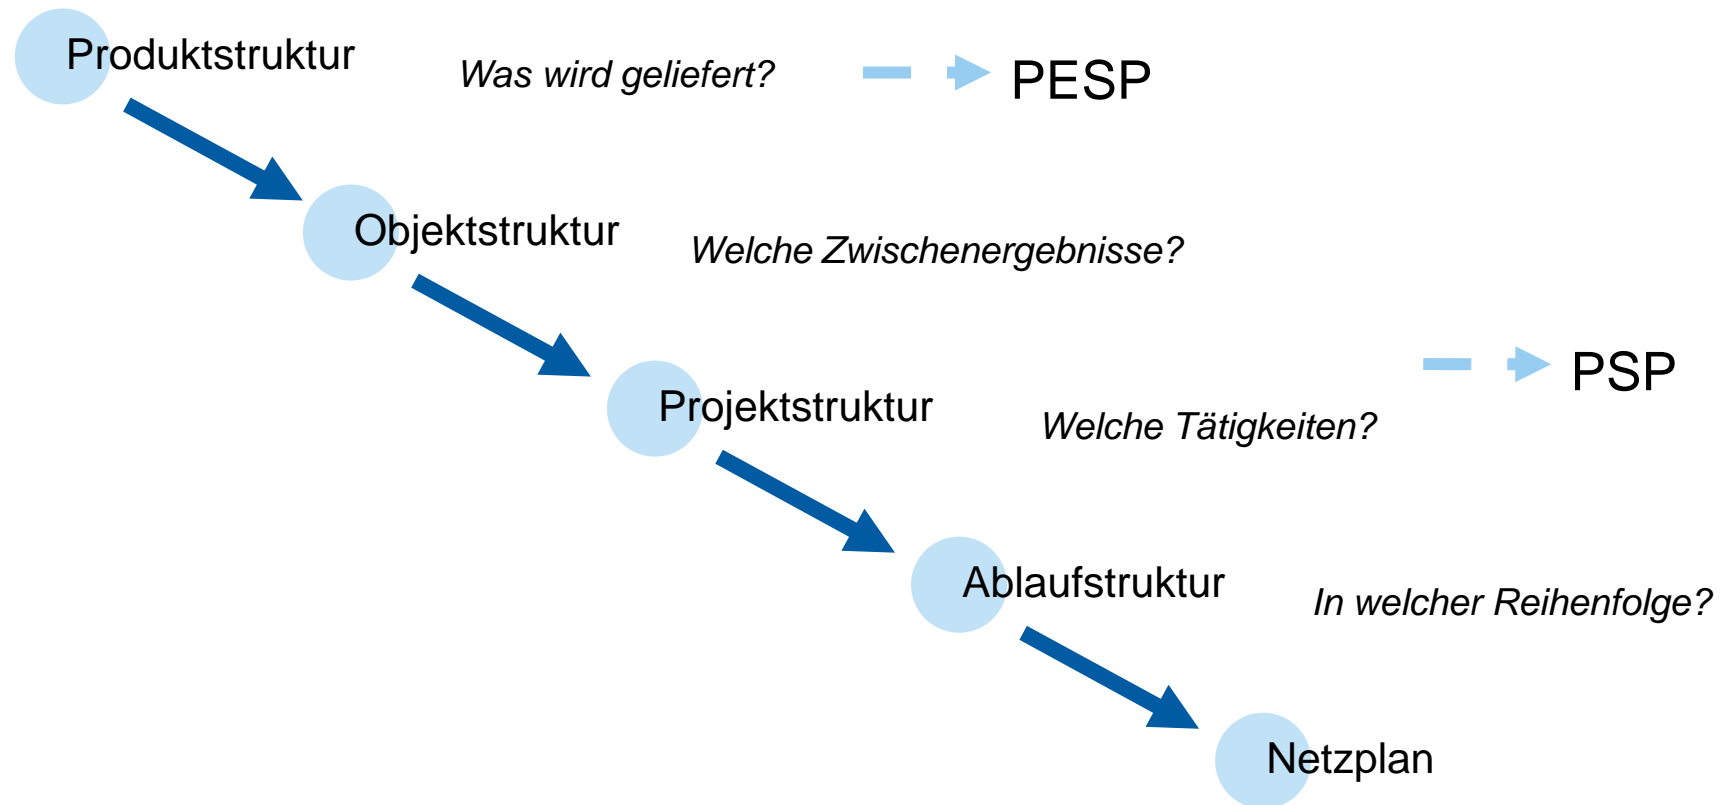 Produktstruktur
Was wird geliefert?
PESP
Objektstruktur
Welche Zwischenergebnisse?
PSP
Projektstruktur
Welche Tätigkeiten?
Ablaufstruktur
In welcher Reihenfolge?
Netzplan